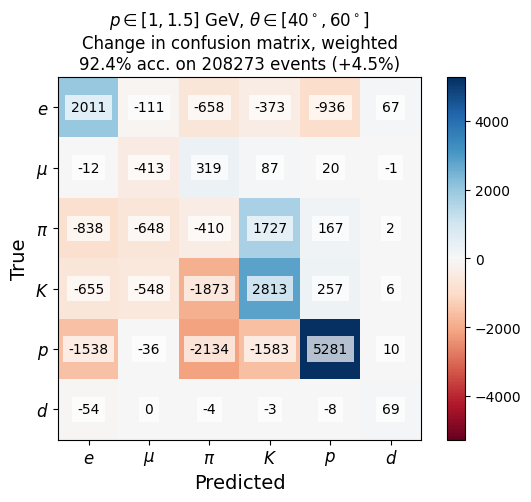 p ∈ [1, 1.5] GeV, θ ∈ [40°, 60°]
Change in confusion matrix, weighted
92.4% acc. on 208273 events (+4.5%)
True
e 2011 -111 -658 -373 -936 67
μ -12 -413 319 87 20 -1
π -838 -648 -410 1727 167 2
K -655 -548 -1873 2813 257 6
p -1538 -36 -2134 -1583 5281 10
d -54 0 -4 -3 -8 69
e μ π K p d
Predicted
4000
2000
0
−2000
−4000